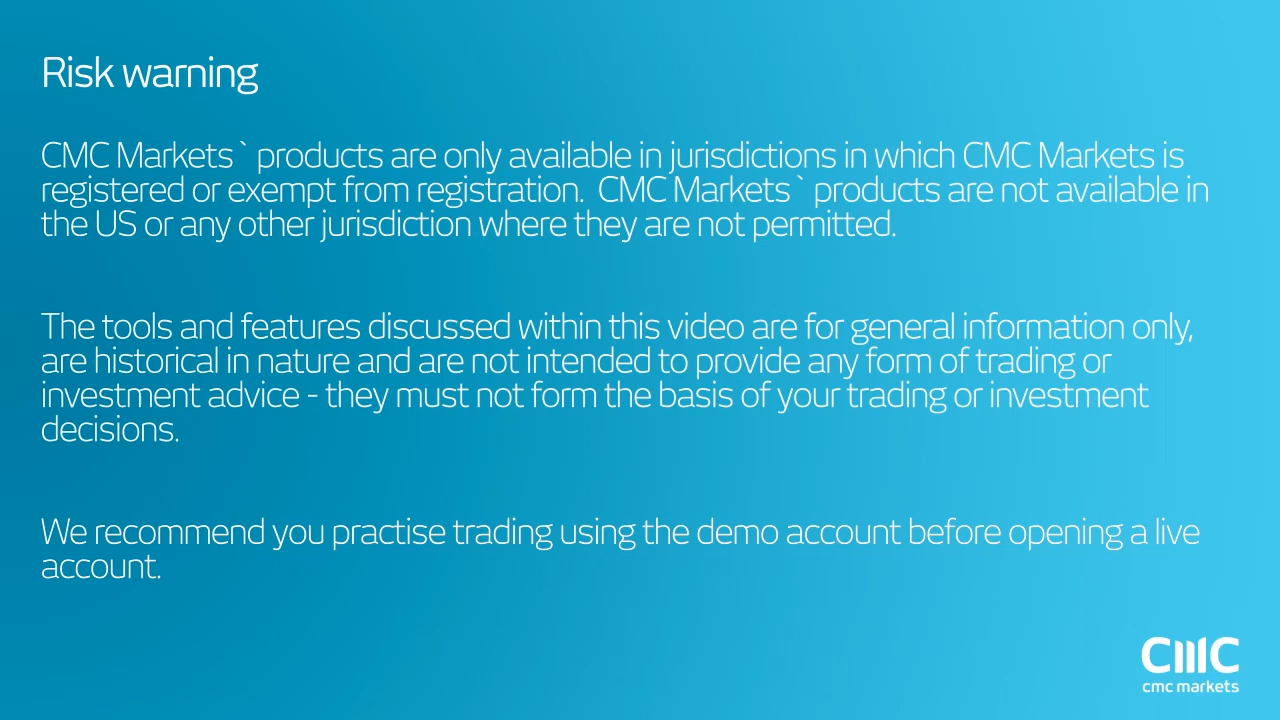 Risk warning
CMC Markets` products are only available in jurisdictions in which CMC Markets is
registered or exempt from registration.  CMC Markets` products are not available in
the US or any other jurisdiction where they are not permitted.
The tools and features discussed within this video are for general information only,
are historical in nature and are not intended to provide any form of trading or
investment advice - they must not form the basis of your trading or investment
decisions.
We recommend you practise trading using the demo account before opening a live
account.
CMC
cmc markets